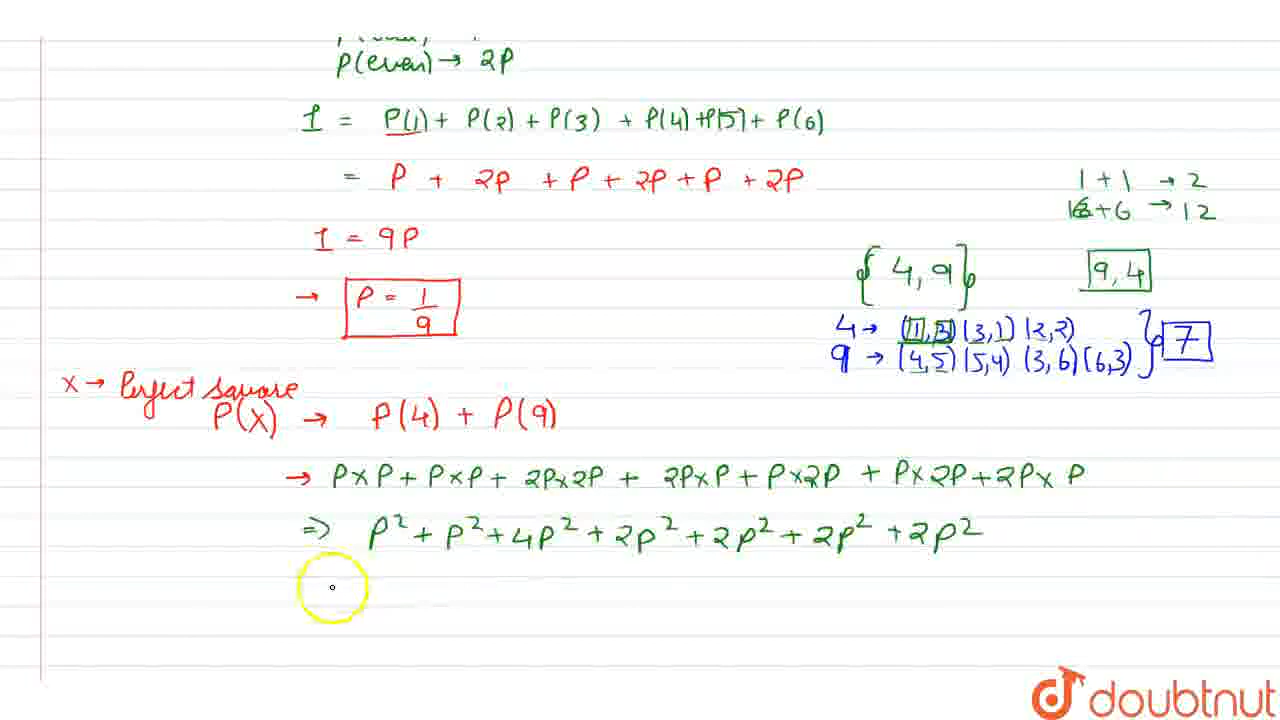 P(even) → 2P
1 = P(1) + P(2) + P(3) + P(4) + P(5) + P(6)
= P + 2P + P + 2P + P + 2P
1 + 1 → 2
+6 → 12
1 = 9P
→ P = 1/9
{4, 9}
9, 4
4 → (1, 3) (3, 1) (2, 2)
9 → (4, 5) (5, 4) (3, 6) (6, 3)
} 7
X → Perfect square
P(X) → P(4) + P(9)
→ P×P + P×P + 2P×2P + 2P×P + P×2P + P×2P + 2P×P
⇒ P² + P² + 4P² + 2P² + 2P² + 2P² + 2P²
doubtnut